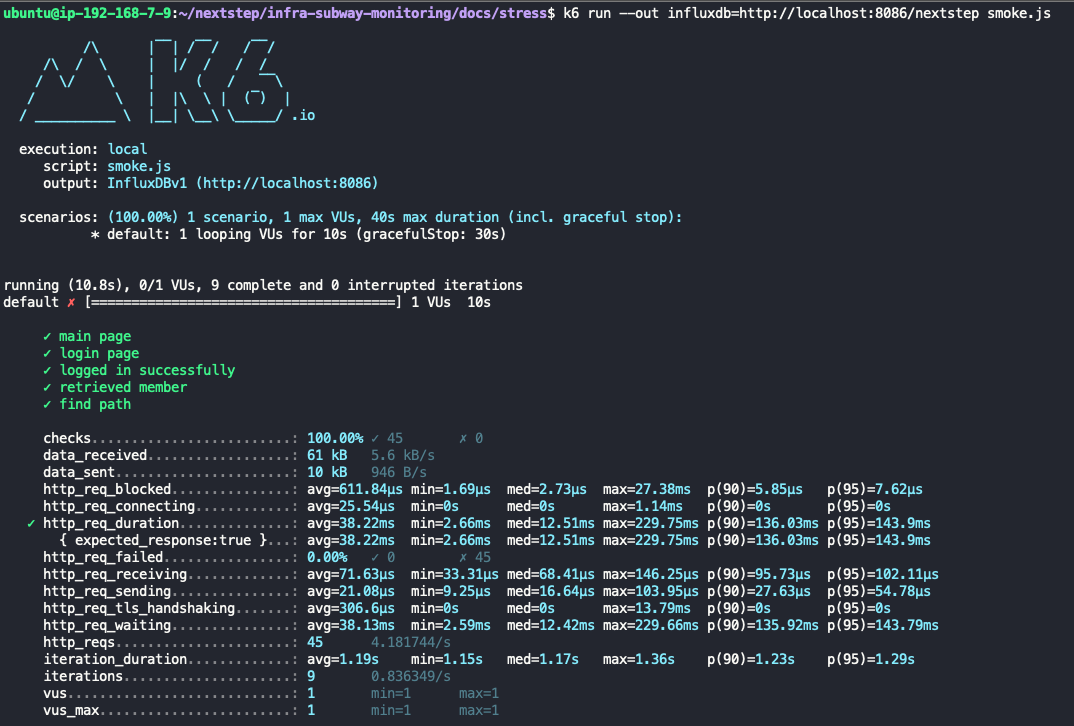 ubuntu@ip-192-168-7-9:~/nextstep/infra-subway-monitoring/docs/stress$ k6 run --out influxdb=http://localhost:8086/nextstep smoke.js

          /\      |‾‾| /‾‾/   /‾‾/
     /\  /  \     |  |/  /   /  /
    /  \/    \    |     (   /   ‾‾\
   /          \   |  |\  \ |  (‾)  |
  / __________ \  |__| \__\ \_____/ .io

  execution: local
     script: smoke.js
     output: InfluxDBv1 (http://localhost:8086)

  scenarios: (100.00%) 1 scenario, 1 max VUs, 40s max duration (incl. graceful stop):
           * default: 1 looping VUs for 10s (gracefulStop: 30s)

running (10.8s), 0/1 VUs, 9 complete and 0 interrupted iterations
default ✗ [======================================] 1 VUs  10s

     ✓ main page
     ✓ login page
     ✓ logged in successfully
     ✓ retrieved member
     ✓ find path

     checks.........................: 100.00% ✓ 45       ✗ 0
     data_received..................: 61 kB   5.6 kB/s
     data_sent......................: 10 kB   946 B/s
     http_req_blocked...............: avg=611.84µs min=1.69µs  med=2.73µs  max=27.38ms  p(90)=5.85µs   p(95)=7.62µs
     http_req_connecting............: avg=25.54µs  min=0s      med=0s      max=1.14ms   p(90)=0s       p(95)=0s
   ✓ http_req_duration..............: avg=38.22ms  min=2.66ms  med=12.51ms max=229.75ms p(90)=136.03ms p(95)=143.9ms
       { expected_response:true }...: avg=38.22ms  min=2.66ms  med=12.51ms max=229.75ms p(90)=136.03ms p(95)=143.9ms
     http_req_failed................: 0.00%   ✓ 0        ✗ 45
     http_req_receiving.............: avg=71.63µs  min=33.31µs med=68.41µs max=146.25µs p(90)=95.73µs  p(95)=102.11µs
     http_req_sending...............: avg=21.08µs  min=9.25µs  med=16.64µs max=103.95µs p(90)=27.63µs  p(95)=54.78µs
     http_req_tls_handshaking.......: avg=306.6µs  min=0s      med=0s      max=13.79ms  p(90)=0s       p(95)=0s
     http_req_waiting...............: avg=38.13ms  min=2.59ms  med=12.42ms max=229.66ms p(90)=135.92ms p(95)=143.79ms
     http_reqs......................: 45      4.181744/s
     iteration_duration.............: avg=1.19s    min=1.15s   med=1.17s   max=1.36s    p(90)=1.23s    p(95)=1.29s
     iterations.....................: 9       0.836349/s
     vus............................: 1       min=1      max=1
     vus_max........................: 1       min=1      max=1